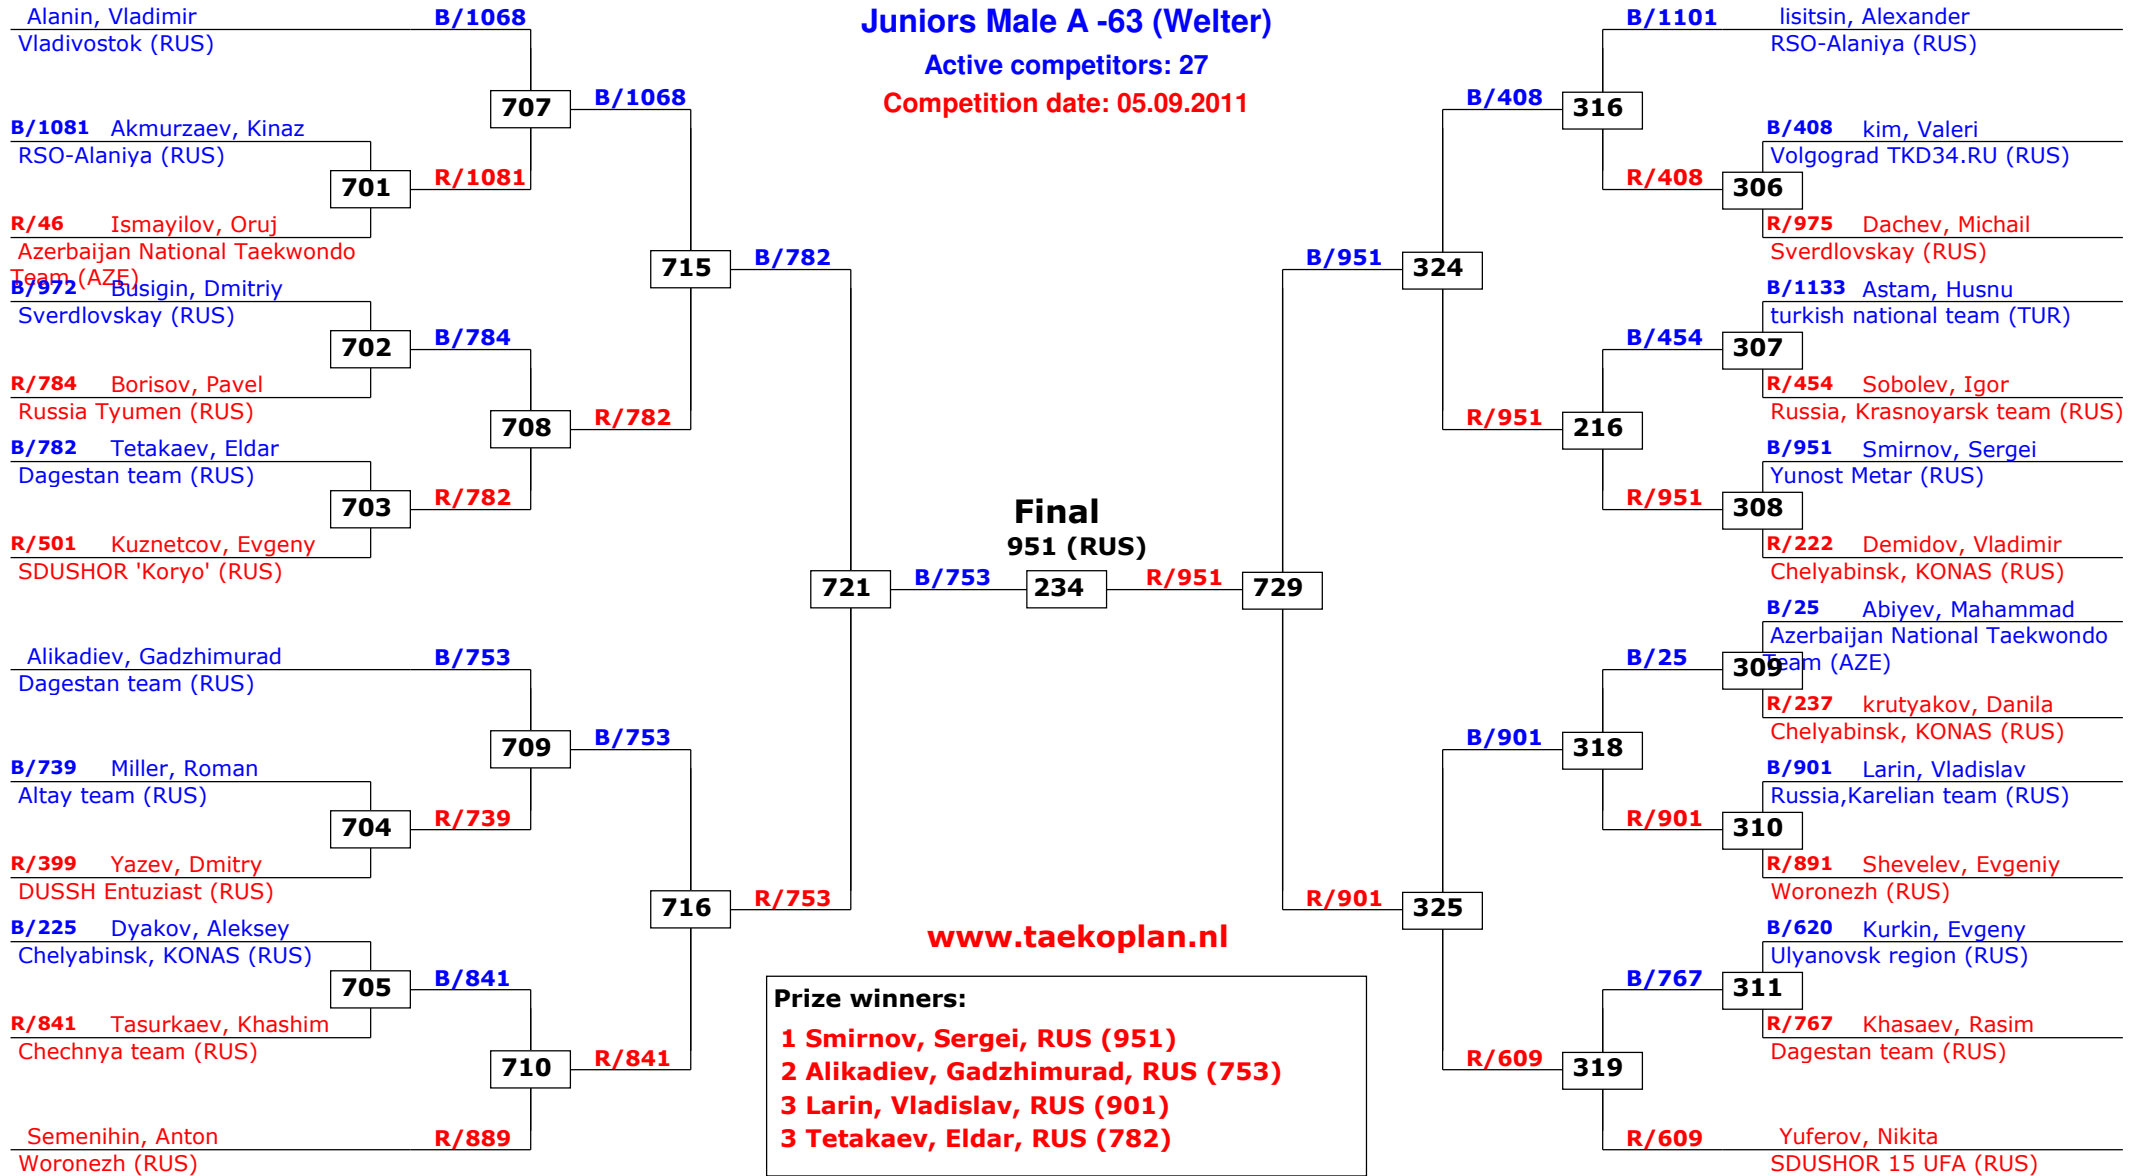 Juniors Male A -63 (Welter)
Active competitors: 27
Competition date: 05.09.2011
Alanin, Vladimir B/1068
Vladivostok (RUS)
707 B/1068
B/1081 Akmurzaev, Kinaz
RSO-Alaniya (RUS)
701 R/1081
R/46 Ismayilov, Oruj
Azerbaijan National Taekwondo
Team (AZE)
715 B/782
B/972 Busigin, Dmitriy
Sverdlovskay (RUS)
702 B/784
R/784 Borisov, Pavel
Russia Tyumen (RUS)
708 R/782
B/782 Tetakaev, Eldar
Dagestan team (RUS)
703 R/782
R/501 Kuznetcov, Evgeny
SDUSHOR 'Koryo' (RUS)
721 B/753
Alikadiev, Gadzhimurad B/753
Dagestan team (RUS)
709 B/753
B/739 Miller, Roman
Altay team (RUS)
704 R/739
R/399 Yazev, Dmitry
DUSSH Entuziast (RUS)
716 R/753
B/225 Dyakov, Aleksey
Chelyabinsk, KONAS (RUS)
705 B/841
R/841 Tasurkaev, Khashim
Chechnya team (RUS)
710 R/841
Semenihin, Anton R/889
Woronezh (RUS)
Final
951 (RUS)
234
R/951 729
B/1101 lisitsin, Alexander
RSO-Alaniya (RUS)
B/408 316
B/408 kim, Valeri
Volgograd TKD34.RU (RUS)
R/408 306
R/975 Dachev, Michail
Sverdlovskay (RUS)
B/951 324
B/1133 Astam, Husnu
turkish national team (TUR)
B/454 307
R/454 Sobolev, Igor
Russia, Krasnoyarsk team (RUS)
R/951 216
B/951 Smirnov, Sergei
Yunost Metar (RUS)
R/951 308
R/222 Demidov, Vladimir
Chelyabinsk, KONAS (RUS)
B/25 Abiyev, Mahammad
Azerbaijan National Taekwondo
Team (AZE)
B/25 309
R/237 krutyakov, Danila
Chelyabinsk, KONAS (RUS)
B/901 318
B/901 Larin, Vladislav
Russia,Karelian team (RUS)
R/901 310
R/891 Shevelev, Evgeniy
Woronezh (RUS)
R/901 325
B/620 Kurkin, Evgeny
Ulyanovsk region (RUS)
B/767 311
R/767 Khasaev, Rasim
Dagestan team (RUS)
R/609 319
R/609 Yuferov, Nikita
SDUSHOR 15 UFA (RUS)
www.taekoplan.nl
Prize winners:
1 Smirnov, Sergei, RUS (951)
2 Alikadiev, Gadzhimurad, RUS (753)
3 Larin, Vladislav, RUS (901)
3 Tetakaev, Eldar, RUS (782)